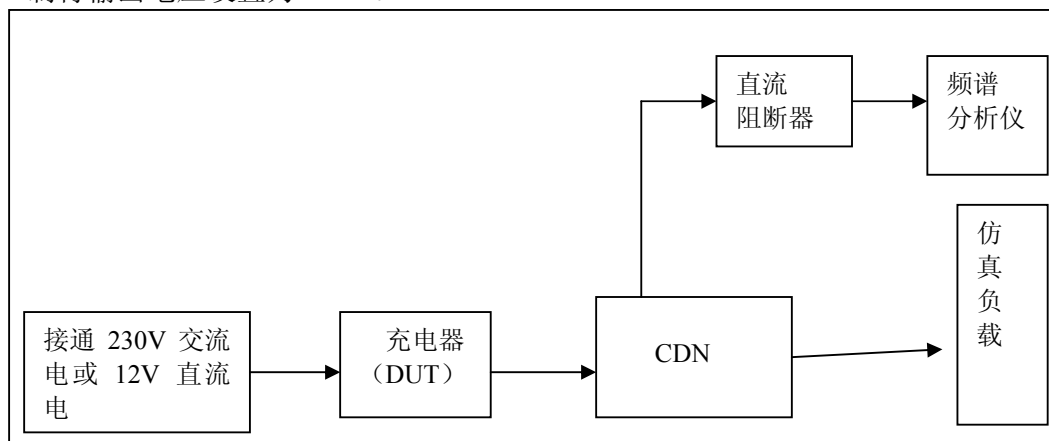 直流
阻断器
频谱
分析仪
仿
真
负
载
接通 230V 交流
电或 12V 直流
电
充电器
（DUT）
CDN